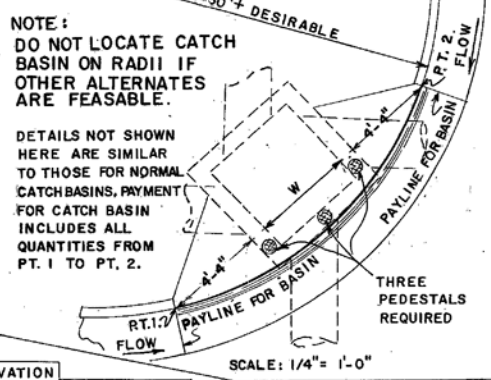 DESIRABLE
NOTE:
DO NOT LOCATE CATCH
BASIN ON RADII IF
OTHER ALTERNATES
ARE FEASABLE.
DETAILS NOT SHOWN
HERE ARE SIMILAR
TO THOSE FOR NORMAL
CATCH BASINS, PAYMENT
FOR CATCH BASIN
INCLUDES ALL
QUANTITIES FROM
PT. 1 TO PT. 2.
P.T. 2.
FLOW
4'-4"
W
4'-4"
PAYLINE FOR BASIN
PAYLINE FOR BASIN
THREE
PEDESTALS
REQUIRED
P.T. 1.
FLOW
SCALE: 1/4" = 1'-0"
VATION